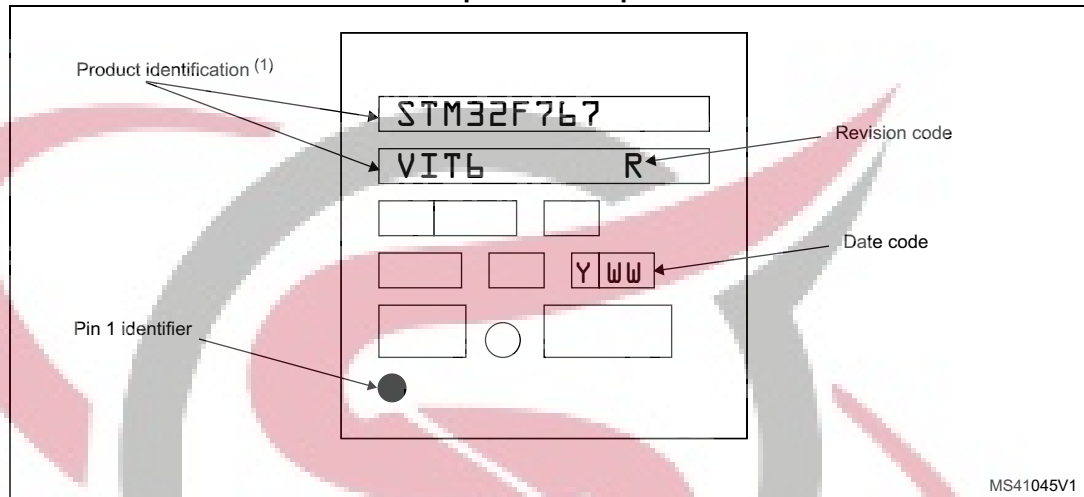 Product identification (1)
STM32F767
Revision code
VIT6 R
Date code
Y WW
Pin 1 identifier
MS41045V1